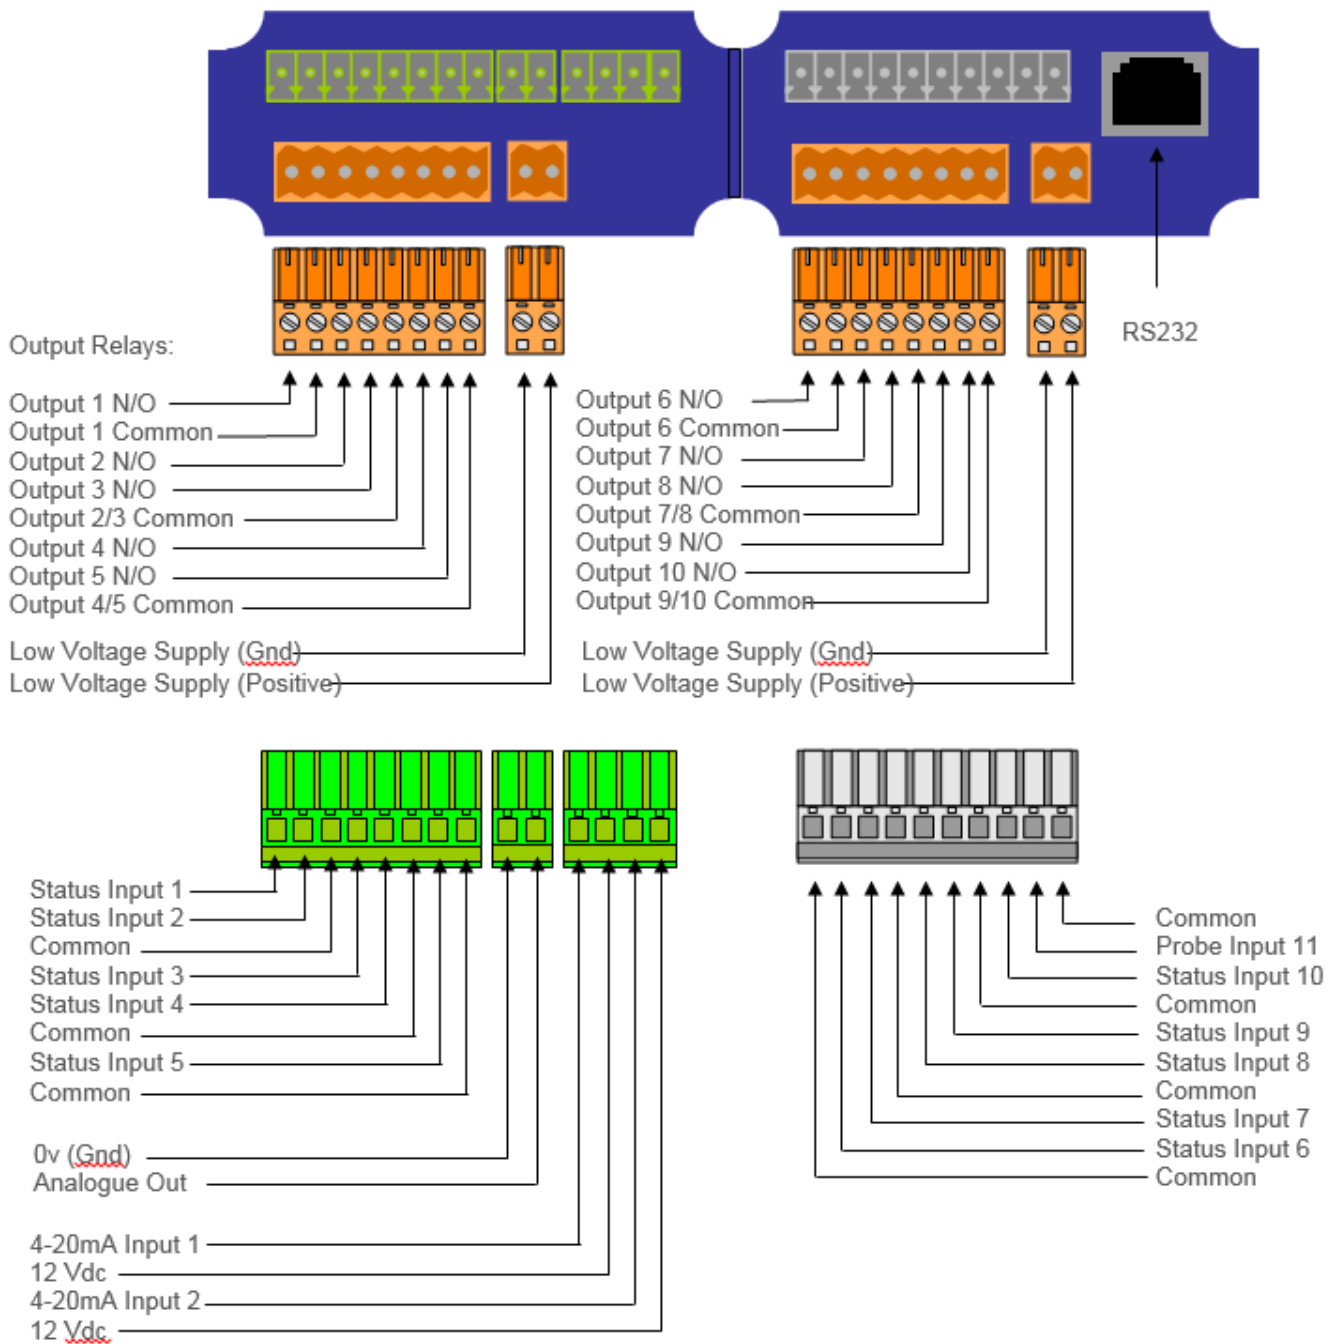 RS232
Output Relays:
Output 1 N/O
Output 1 Common
Output 2 N/O
Output 3 N/O
Output 2/3 Common
Output 4 N/O
Output 5 N/O
Output 4/5 Common
Low Voltage Supply (Gnd)
Low Voltage Supply (Positive)
Output 6 N/O
Output 6 Common
Output 7 N/O
Output 8 N/O
Output 7/8 Common
Output 9 N/O
Output 10 N/O
Output 9/10 Common
Low Voltage Supply (Gnd)
Low Voltage Supply (Positive)
Status Input 1
Status Input 2
Common
Status Input 3
Status Input 4
Common
Status Input 5
Common
0v (Gnd)
Analogue Out
4-20mA Input 1
12 Vdc
4-20mA Input 2
12 Vdc
Common
Probe Input 11
Status Input 10
Common
Status Input 9
Status Input 8
Common
Status Input 7
Status Input 6
Common